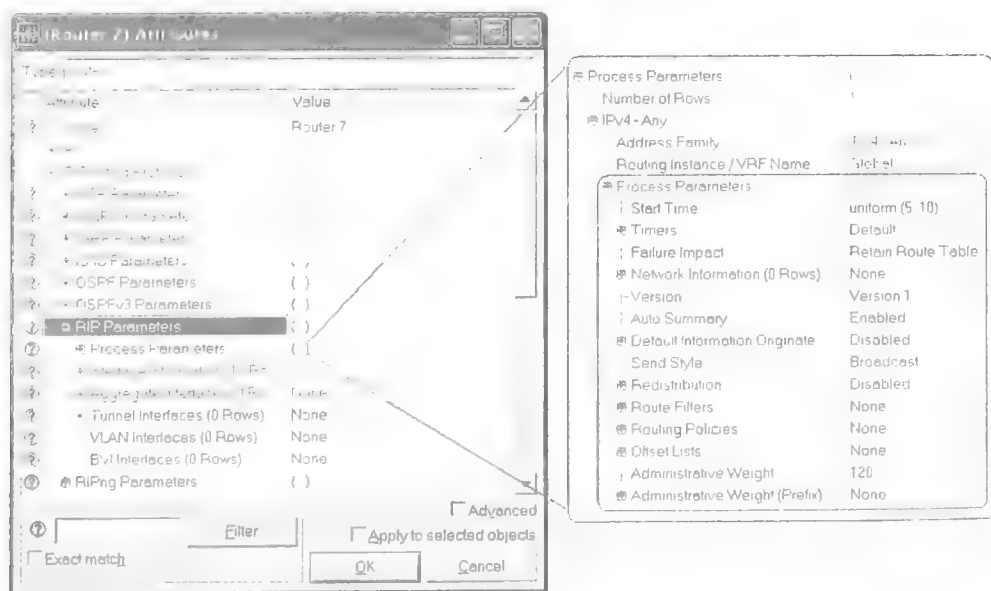 (Router 7) Attributes
Attribute Value
Router 7
Parameters
OSPF Parameters ( )
OSPFv3 Parameters ( )
RIP Parameters ( )
Process Parameters ( )
None
Tunnel Interfaces (0 Rows) None
VLAN Interfaces (0 Rows) None
BVI Interfaces (0 Rows) None
RIPng Parameters ( )
Advanced
Filter
Apply to selected objects
Exact match
OK
Cancel
Process Parameters
Number of Rows 1
IPv4 - Any
Address Family
Routing Instance / VRF Name Global
Process Parameters
Start Time uniform (5 10)
Timers Default
Failure Impact Retain Route Table
Network Information (0 Rows) None
Version Version 1
Auto Summary Enabled
Default Information Originate Disabled
Send Style Broadcast
Redistribution Disabled
Route Filters None
Routing Policies None
Offset Lists None
Administrative Weight 120
Administrative Weight (Prefix) None